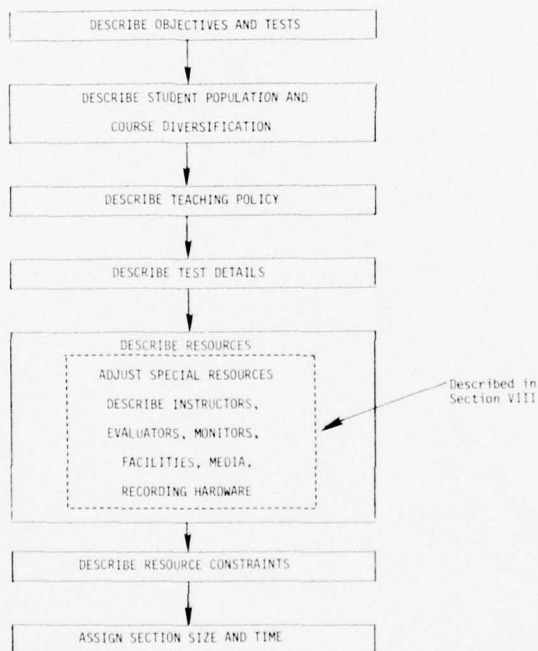 DESCRIBE OBJECTIVES AND TESTS
DESCRIBE STUDENT POPULATION AND
COURSE DIVERSIFICATION
DESCRIBE TEACHING POLICY
DESCRIBE TEST DETAILS
DESCRIBE RESOURCES
ADJUST SPECIAL RESOURCES
DESCRIBE INSTRUCTORS,
EVALUATORS, MONITORS,
FACILITIES, MEDIA,
RECORDING HARDWARE
Described in
Section VIII
DESCRIBE RESOURCE CONSTRAINTS
ASSIGN SECTION SIZE AND TIME